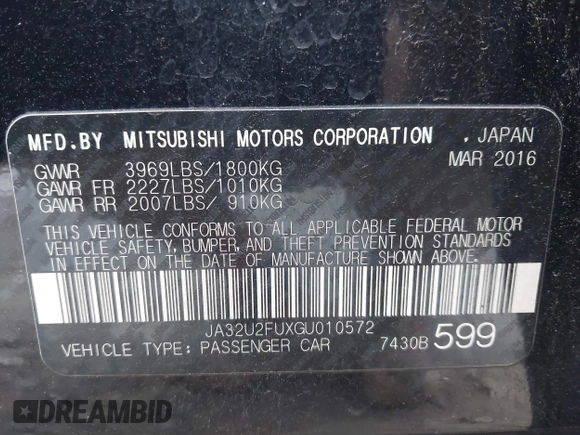 MFD.BY MITSUBISHI MOTORS CORPORATION , JAPAN
GVWR 3969LBS/1800KG MAR 2016
GAWR FR 2227LBS/1010KG
GAWR RR 2007LBS/ 910KG
THIS VEHICLE CONFORMS TO ALL APPLICABLE FEDERAL MOTOR
VEHICLE SAFETY, BUMPER, AND THEFT PREVENTION STANDARDS
IN EFFECT ON THE DATE OF MANUFACTURE SHOWN ABOVE.
JA32U2FUXGU010572
VEHICLE TYPE: PASSENGER CAR 7430B 599
DREAMBID